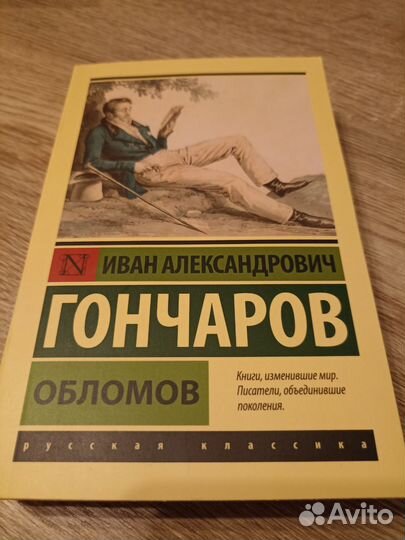 N ИВАН АЛЕКСАНДРОВИЧ
ГОНЧАРОВ
ОБЛОМОВ
Книги, изменившие мир.
Писатели, объединившие
поколения.
русская классика
Avito